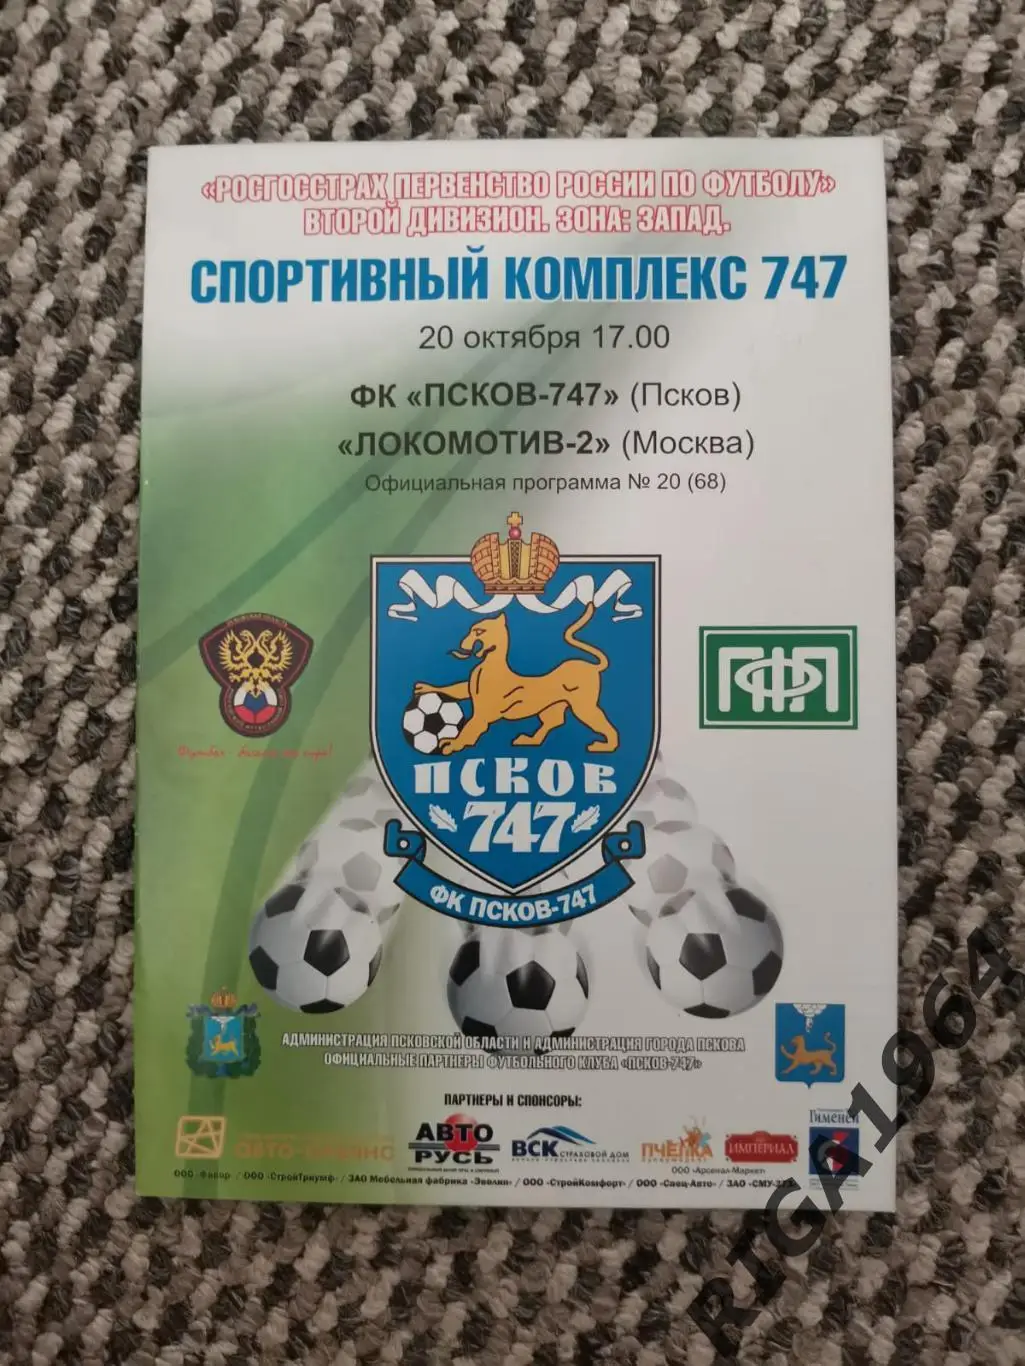 «РОСГОССТРАХ ПЕРВЕНСТВО РОССИИ ПО ФУТБОЛУ»
ВТОРОЙ ДИВИЗИОН. ЗОНА: ЗАПАД.
СПОРТИВНЫЙ КОМПЛЕКС 747
20 октября 17.00
ФК «ПСКОВ-747» (Псков)
«ЛОКОМОТИВ-2» (Москва)
Официальная программа № 20 (68)
ПФЛ
ПСКОВ
747
ФК ПСКОВ-747
АДМИНИСТРАЦИЯ ПСКОВСКОЙ ОБЛАСТИ И АДМИНИСТРАЦИЯ ГОРОДА ПСКОВА
ОФИЦИАЛЬНЫЕ ПАРТНЕРЫ ФУТБОЛЬНОГО КЛУБА «ПСКОВ-747»
ПАРТНЕРЫ И СПОНСОРЫ:
АВТО
РУСЬ
ВСК СТРАХОВОЙ ДОМ
ПЧЁЛКА
ООО «Арсенал-Маркет»
ИМПЕРИАЛ
Гименей
ООО «Фавор» / ООО «СтройТриумф» / ЗАО Мебельная фабрика «Эвелин» / ООО «СтройКомфорт» / ООО «Спец-Авто» / ЗАО «СМУ-273»
RIGA1964